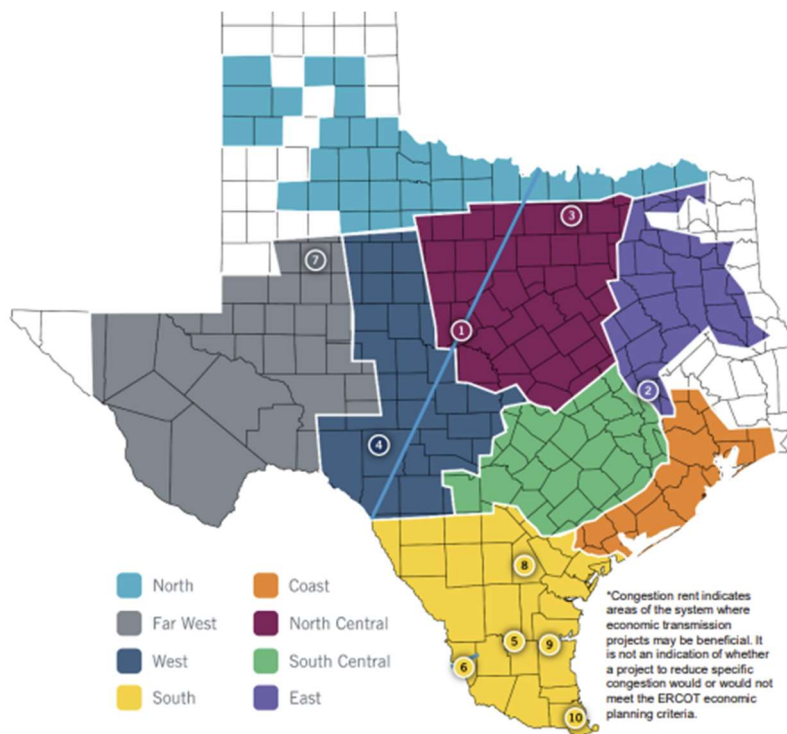 3
7
1
2
4
8
5
9
6
10
North
Far West
West
South
Coast
North Central
South Central
East
*Congestion rent indicates
areas of the system where
economic transmission
projects may be beneficial. It
is not an indication of whether
a project to reduce specific
congestion would or would not
meet the ERCOT economic
planning criteria.